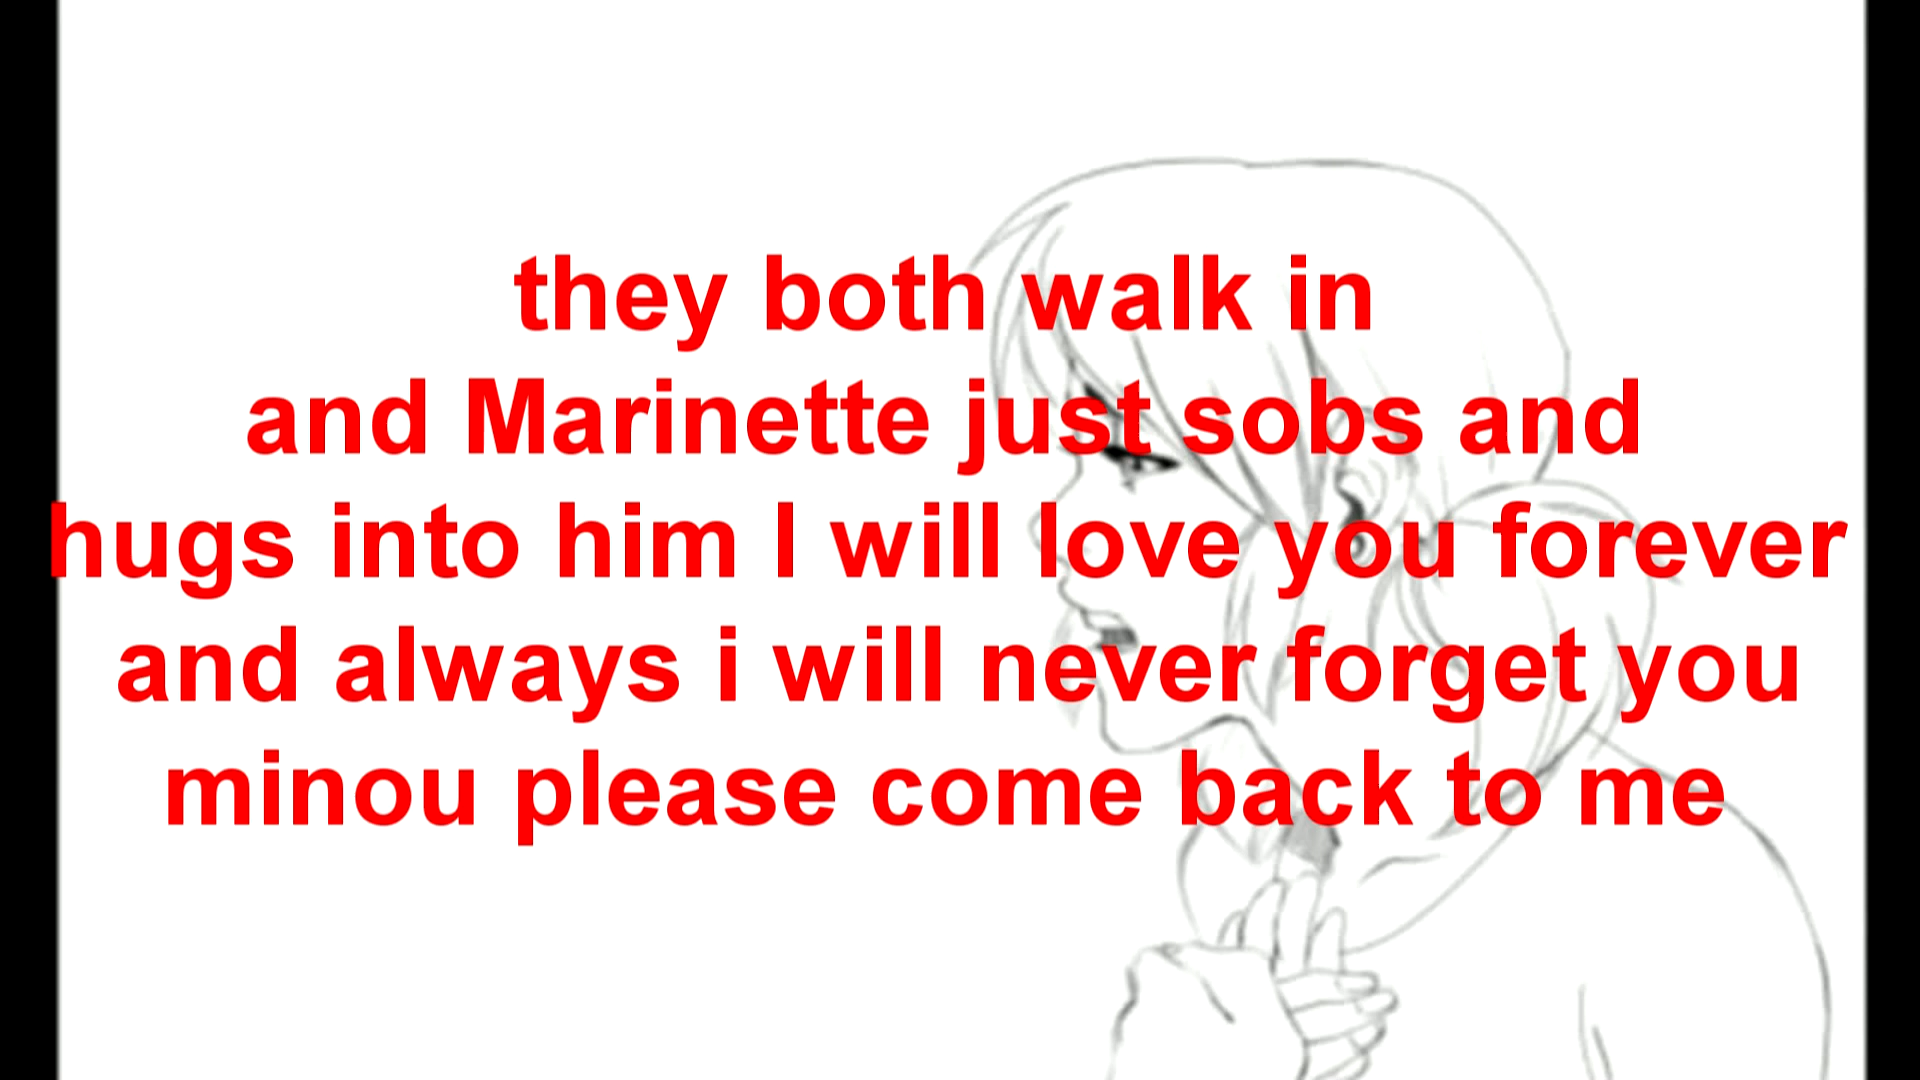 they both walk in
and Marinette just sobs and
hugs into him I will love you forever
and always i will never forget you
minou please come back to me